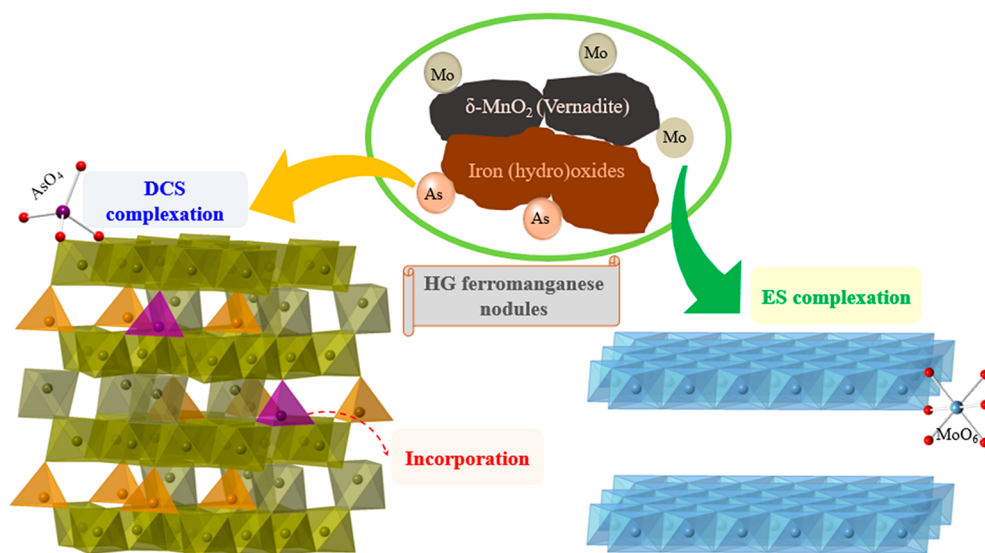 Mo
Mo
δ-MnO₂ (Vernadite)
Mo
Iron (hydro)oxides
As
As
AsO₄
DCS
complexation
HG ferromanganese
nodules
ES complexation
MoO₆
Incorporation